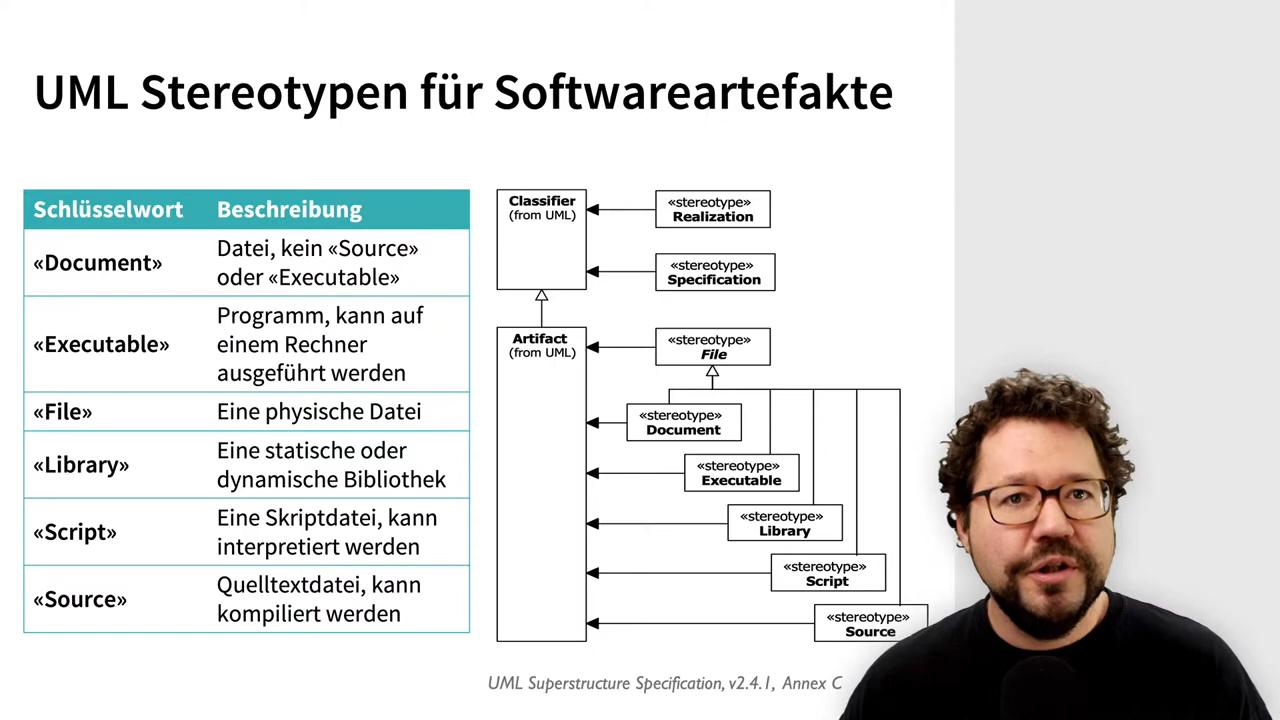 UML Stereotypen für Softwareartefakte
Schlüsselwort Beschreibung
«Document» Datei, kein «Source»
oder «Executable»
«Executable» Programm, kann auf
einem Rechner
ausgeführt werden
«File» Eine physische Datei
«Library» Eine statische oder
dynamische Bibliothek
«Script» Eine Skriptdatei, kann
interpretiert werden
«Source» Quelltextdatei, kann
kompiliert werden
Classifier
(from UML)
«stereotype»
Realization
«stereotype»
Specification
Artifact
(from UML)
«stereotype»
File
«stereotype»
Document
«stereotype»
Executable
«stereotype»
Library
«stereotype»
Script
«stereotype»
Source
UML Superstructure Specification, v2.4.1, Annex C